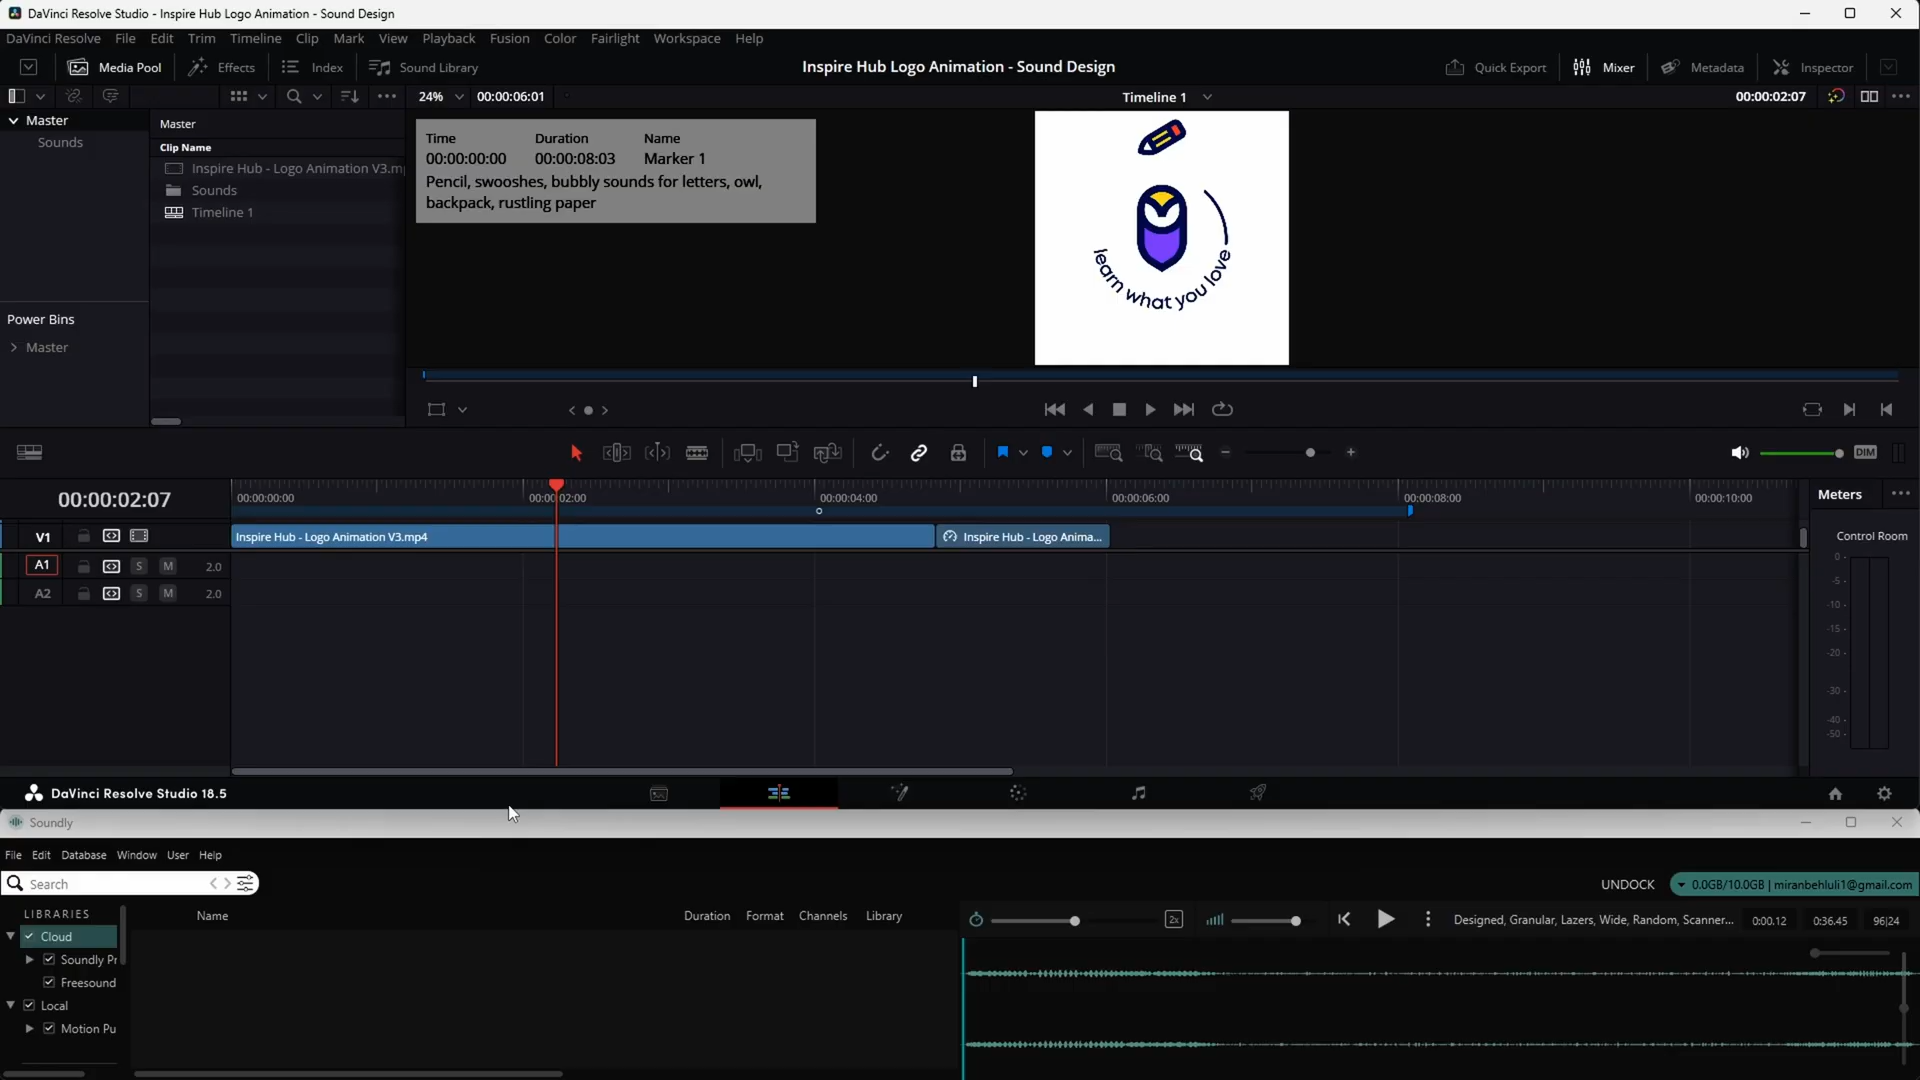 DaVinci Resolve Studio - Inspire Hub Logo Animation - Sound Design
DaVinci Resolve File Edit Trim Timeline Clip Mark View Playback Fusion Color Fairlight Workspace Help
Media Pool Effects Index Sound Library Inspire Hub Logo Animation - Sound Design Quick Export Mixer Metadata Inspector
24% 00:00:06:01 Timeline 1 00:00:02:07
Master
Sounds
Power Bins
Master
Master
Clip Name
Inspire Hub - Logo Animation V3.m
Sounds
Timeline 1
Time Duration Name
00:00:00:00 00:00:08:03 Marker 1
Pencil, swooshes, bubbly sounds for letters, owl,
backpack, rustling paper
learn what you love
DIM
00:00:02:07
00:00:00:00 00:00:02:00 00:00:04:00 00:00:06:00 00:00:08:00 00:00:10:00
Meters
V1 Inspire Hub - Logo Animation V3.mp4 Inspire Hub - Logo Anima...
Control Room
A1 S M 2.0
A2 S M 2.0
0
-5
-10
-15
-20
-30
-40
-50
DaVinci Resolve Studio 18.5
Soundly
File Edit Database Window User Help
Search
UNDOCK 0.0GB/10.0GB | miranbehluli1@gmail.com
LIBRARIES
Cloud
Soundly Pr
Freesound
Local
Motion Pu
Name Duration Format Channels Library
2x Designed, Granular, Lazers, Wide, Random, Scanner... 0:00.12 0:36.45 96|24